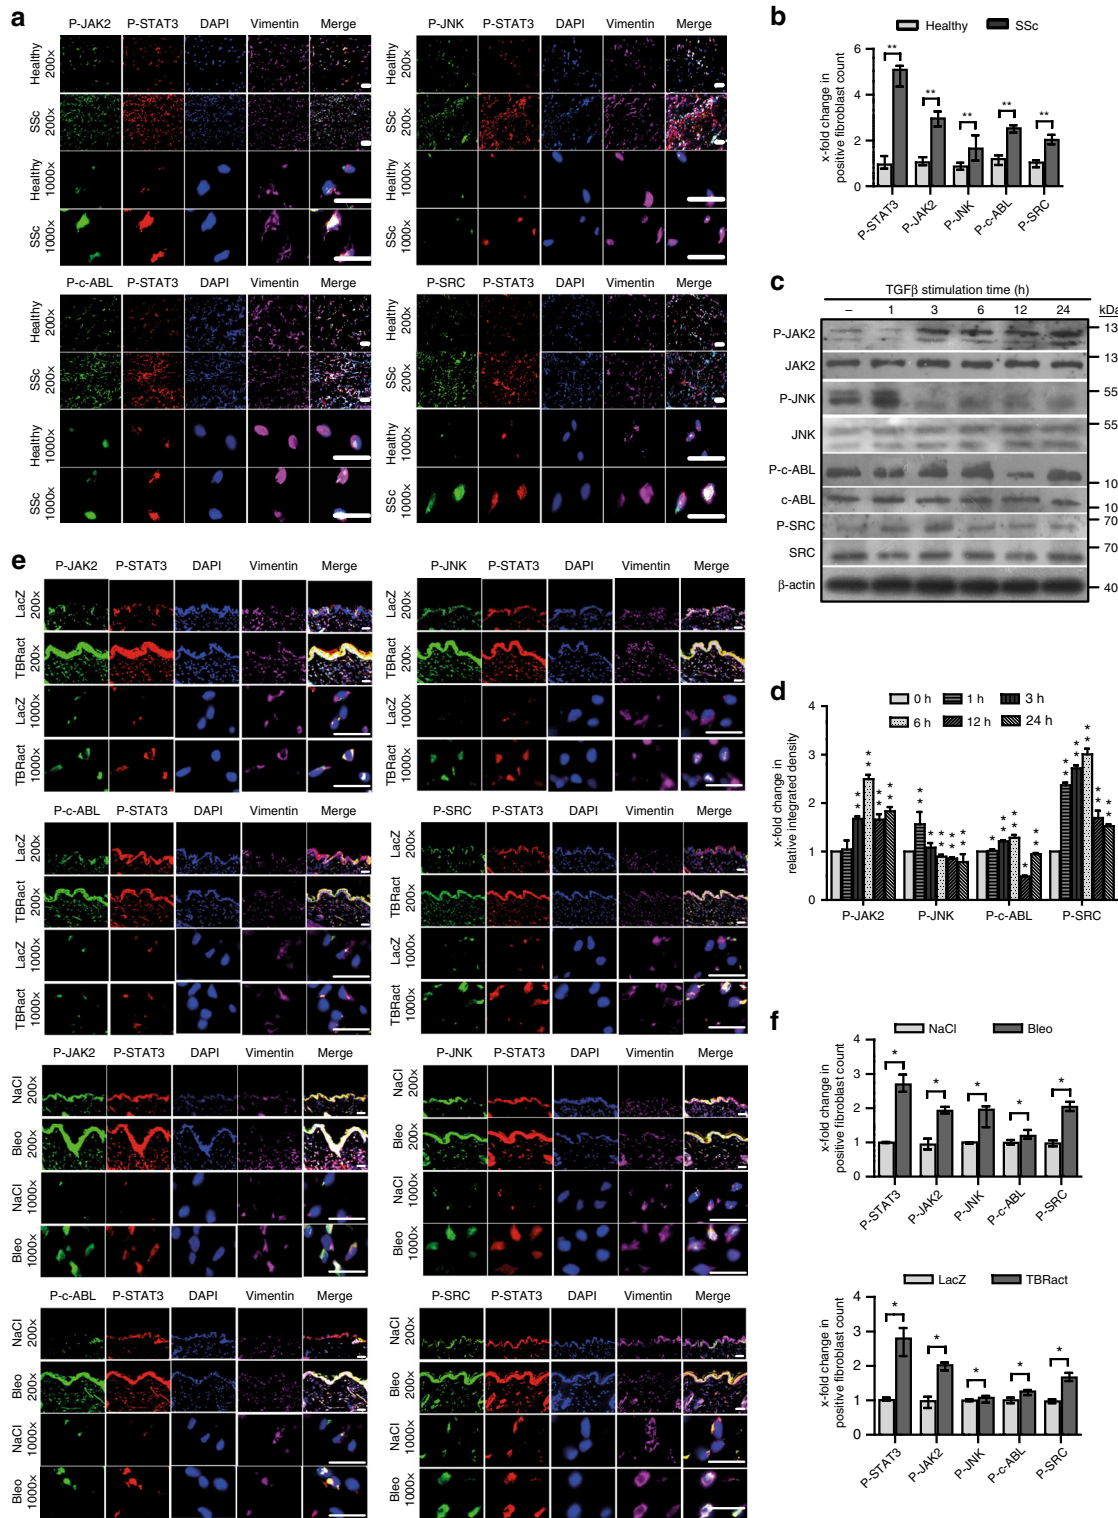 a
P-JAK2 P-STAT3 DAPI Vimentin Merge
Healthy 200×
SSc 200×
Healthy 1000×
SSc 1000×
P-JNK P-STAT3 DAPI Vimentin Merge
Healthy 200×
SSc 200×
Healthy 1000×
SSc 1000×
P-c-ABL P-STAT3 DAPI Vimentin Merge
Healthy 200×
SSc 200×
Healthy 1000×
SSc 1000×
P-SRC P-STAT3 DAPI Vimentin Merge
Healthy 200×
SSc 200×
Healthy 1000×
SSc 1000×
b
Healthy SSc
x-fold change in
positive fibroblast count
6
4
2
0
** ** ** ** **
P-STAT3 P-JAK2 P-JNK P-c-ABL P-SRC
c
TGFβ stimulation time (h)
– 1 3 6 12 24 kDa
P-JAK2 13
JAK2 13
P-JNK 55
JNK 55
P-c-ABL 10
c-ABL 10
P-SRC 70
SRC 70
β-actin 40
d
0 h 1 h 3 h
6 h 12 h 24 h
x-fold change in
relative integrated density
4
3
2
1
0
P-JAK2 P-JNK P-c-ABL P-SRC
e
P-JAK2 P-STAT3 DAPI Vimentin Merge
LacZ 200×
TBRact 200×
LacZ 1000×
TBRact 1000×
P-JNK P-STAT3 DAPI Vimentin Merge
LacZ 200×
TBRact 200×
LacZ 1000×
TBRact 1000×
P-c-ABL P-STAT3 DAPI Vimentin Merge
LacZ 200×
TBRact 200×
LacZ 1000×
TBRact 1000×
P-SRC P-STAT3 DAPI Vimentin Merge
LacZ 200×
TBRact 200×
LacZ 1000×
TBRact 1000×
P-JAK2 P-STAT3 DAPI Vimentin Merge
NaCl 200×
Bleo 200×
NaCl 1000×
Bleo 1000×
P-JNK P-STAT3 DAPI Vimentin Merge
NaCl 200×
Bleo 200×
NaCl 1000×
Bleo 1000×
P-c-ABL P-STAT3 DAPI Vimentin Merge
NaCl 200×
Bleo 200×
NaCl 1000×
Bleo 1000×
P-SRC P-STAT3 DAPI Vimentin Merge
NaCl 200×
Bleo 200×
NaCl 1000×
Bleo 1000×
f
NaCl Bleo
x-fold change in
positive fibroblast count
4
3
2
1
0
* * * * *
P-STAT3 P-JAK2 P-JNK P-c-ABL P-SRC
LacZ TBRact
x-fold change in
positive fibroblast count
4
3
2
1
0
* * * * *
P-STAT3 P-JAK2 P-JNK P-c-ABL P-SRC